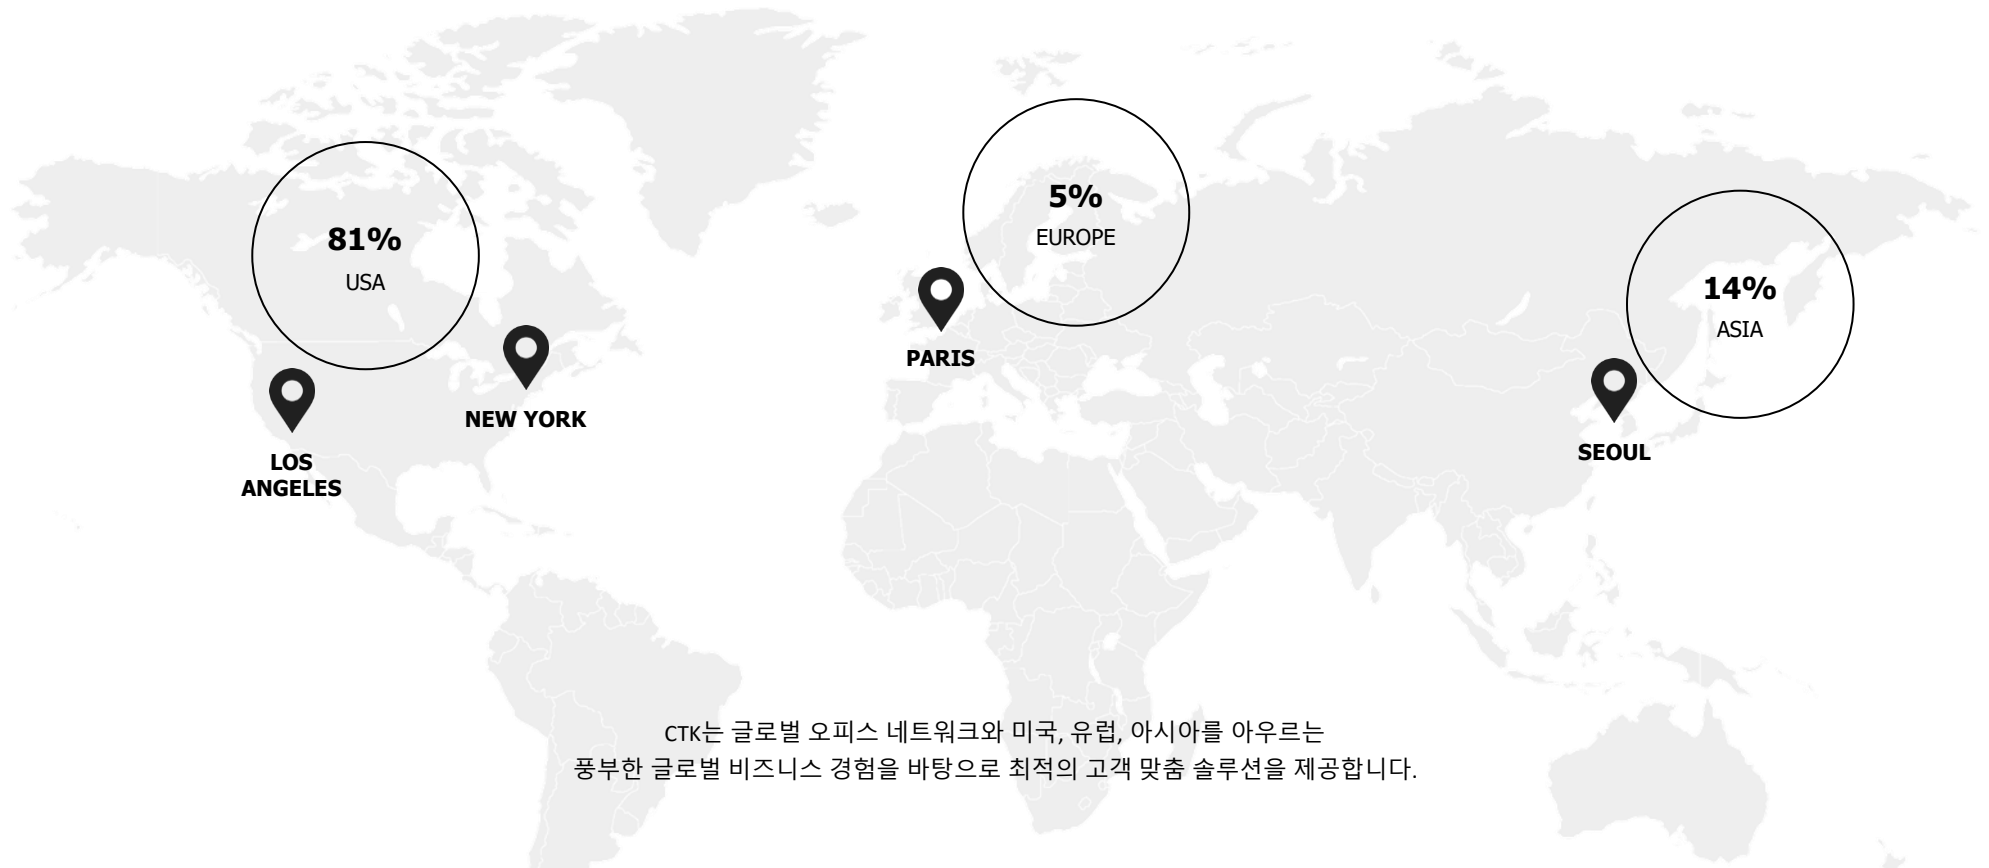 81%
USA
5%
EUROPE
14%
ASIA
PARIS
NEW YORK
LOS
ANGELES
SEOUL
CTK는 글로벌 오피스 네트워크와 미국, 유럽, 아시아를 아우르는
풍부한 글로벌 비즈니스 경험을 바탕으로 최적의 고객 맞춤 솔루션을 제공합니다.